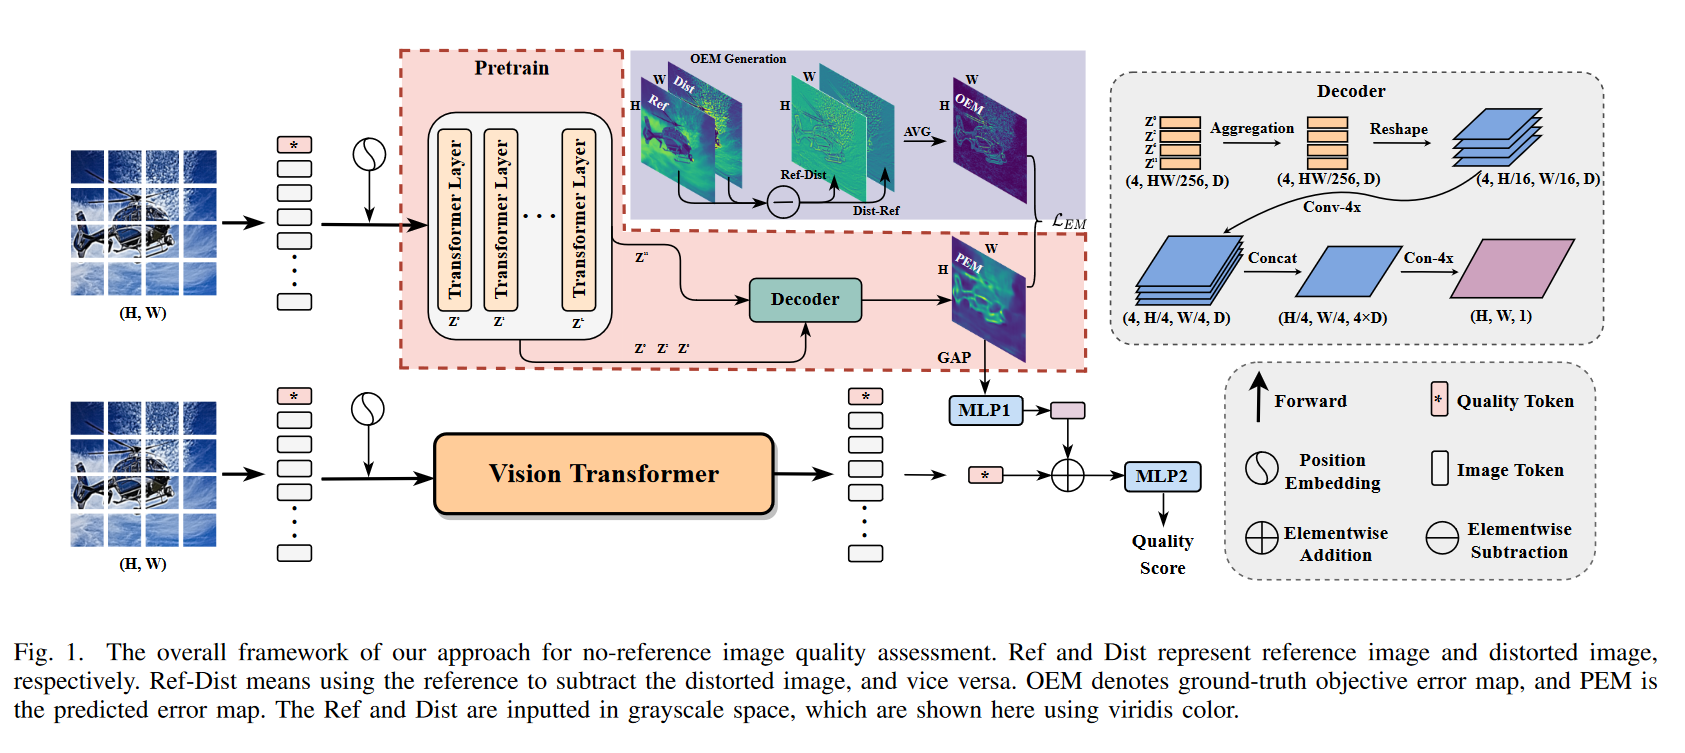 Pretrain
OEM Generation
W
H
Ref
Dist
W
H
Ref-Dist
Dist-Ref
AVG
W
H
OEM
Transformer Layer
Transformer Layer
...
Transformer Layer
Z⁰
Z¹
Zᴸ
Z¹¹
Decoder
W
H
PEM
GAP
ℒEM
(H, W)
*
Decoder
Aggregation
Reshape
(4, HW/256, D)
(4, HW/256, D)
(4, H/16, W/16, D)
Conv-4x
Concat
Con-4x
(4, H/4, W/4, D)
(H/4, W/4, 4×D)
(H, W, 1)
*
*
Vision Transformer
(H, W)
MLP1
*
MLP2
Quality
Score
Forward
* Quality Token
Position
Embedding
Image Token
Elementwise
Addition
Elementwise
Subtraction
Fig. 1. The overall framework of our approach for no-reference image quality assessment. Ref and Dist represent reference image and distorted image,
respectively. Ref-Dist means using the reference to subtract the distorted image, and vice versa. OEM denotes ground-truth objective error map, and PEM is
the predicted error map. The Ref and Dist are inputted in grayscale space, which are shown here using viridis color.